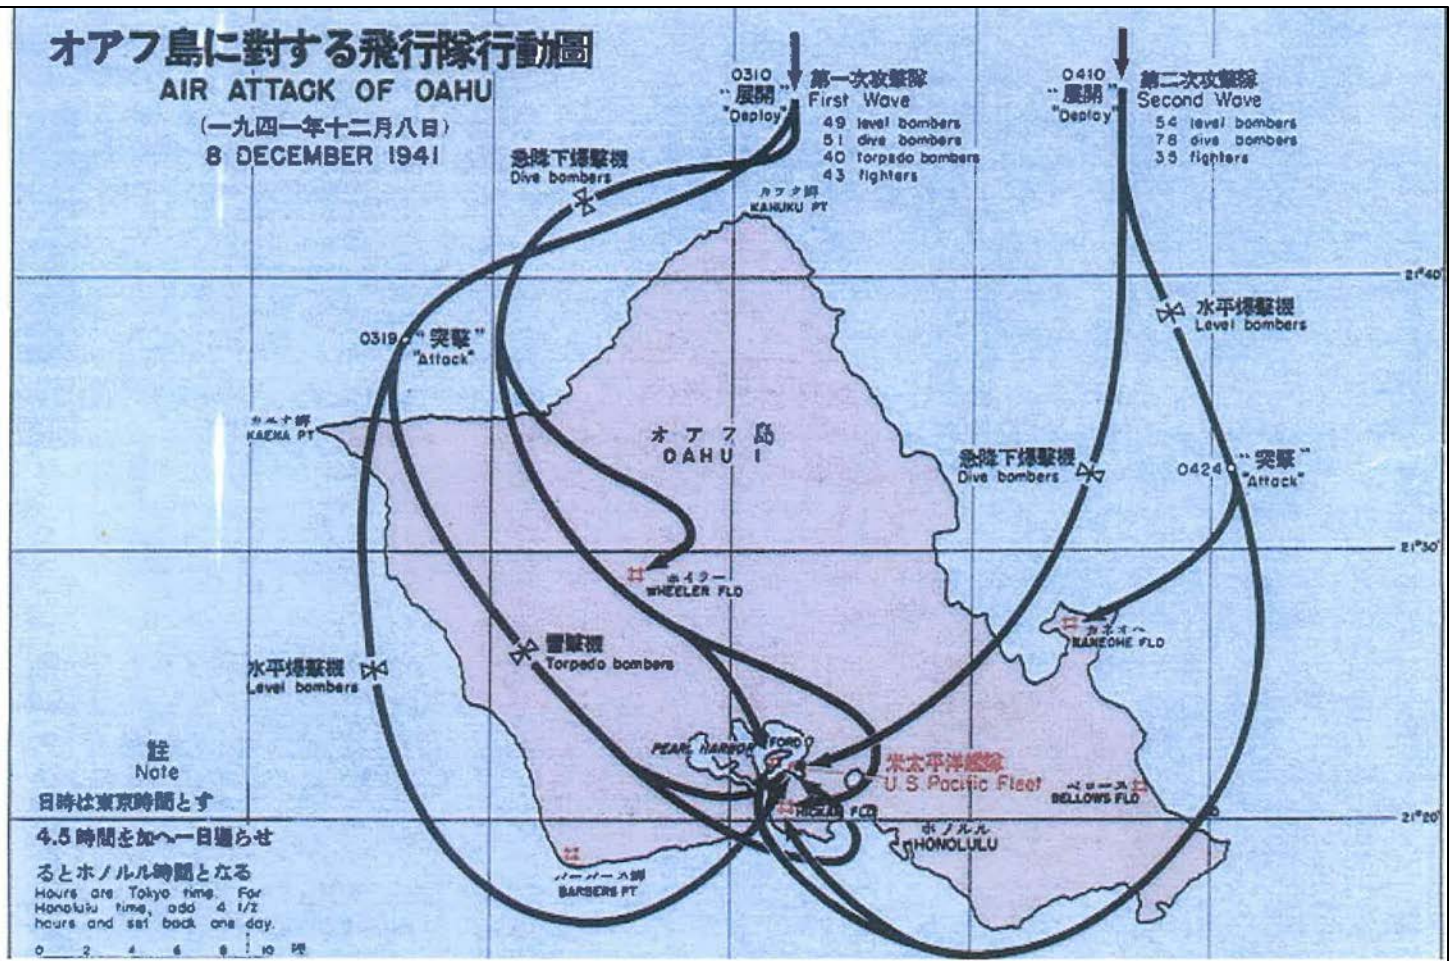 オアフ島に對する飛行隊行動圖
AIR ATTACK OF OAHU
(一九四一年十二月八日)
8 DECEMBER 1941
0310
"展開"
"Deploy"
第一次攻撃隊
First Wave
49 level bombers
51 dive bombers
40 torpedo bombers
43 fighters
0410
"展開"
"Deploy"
第二次攻撃隊
Second Wave
54 level bombers
78 dive bombers
35 fighters
急降下爆撃機
Dive bombers
カフク岬
KAHUKU PT
21°40'
水平爆撃機
Level bombers
0319
"突撃"
"Attack"
カエナ岬
KAENA PT
オアフ島
OAHU I
急降下爆撃機
Dive bombers
0424
"突撃"
"Attack"
21°30'
ホイラー
WHEELER FLD
カネオヘ
KANEOHE FLD
雷撃機
Torpedo bombers
水平爆撃機
Level bombers
PEARL HARBOR
FORD
米太平洋艦隊
U.S Pacific Fleet
ベロース
BELLOWS FLD
HICKAM FLD
21°20'
ホノルル
HONOLULU
バーバース岬
BARBERS PT
註
Note
日時は東京時間とす
4.5時間を加へ一日遡らせ
るとホノルル時間となる
Hours are Tokyo time. For
Honolulu time, add 4 1/2
hours and set back one day.
0 2 4 6 8 10 浬